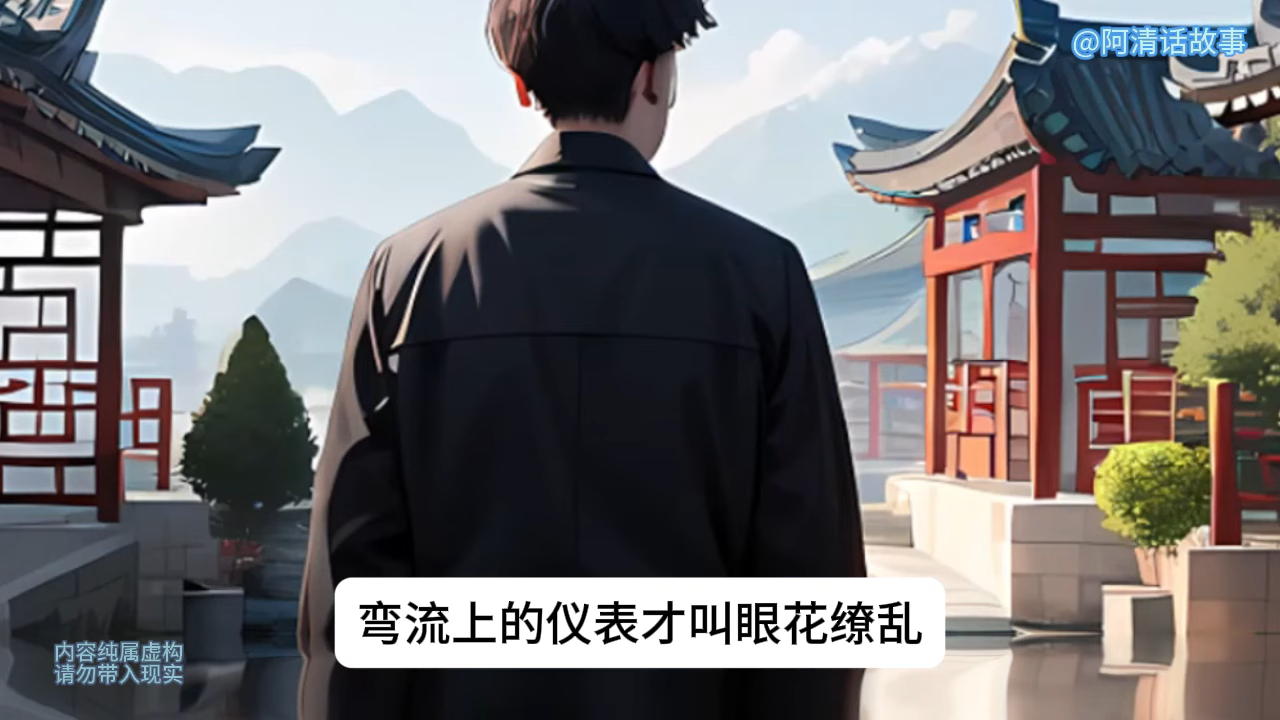 @阿清话故事
弯流上的仪表才叫眼花缭乱
内容纯属虚构
请勿带入现实